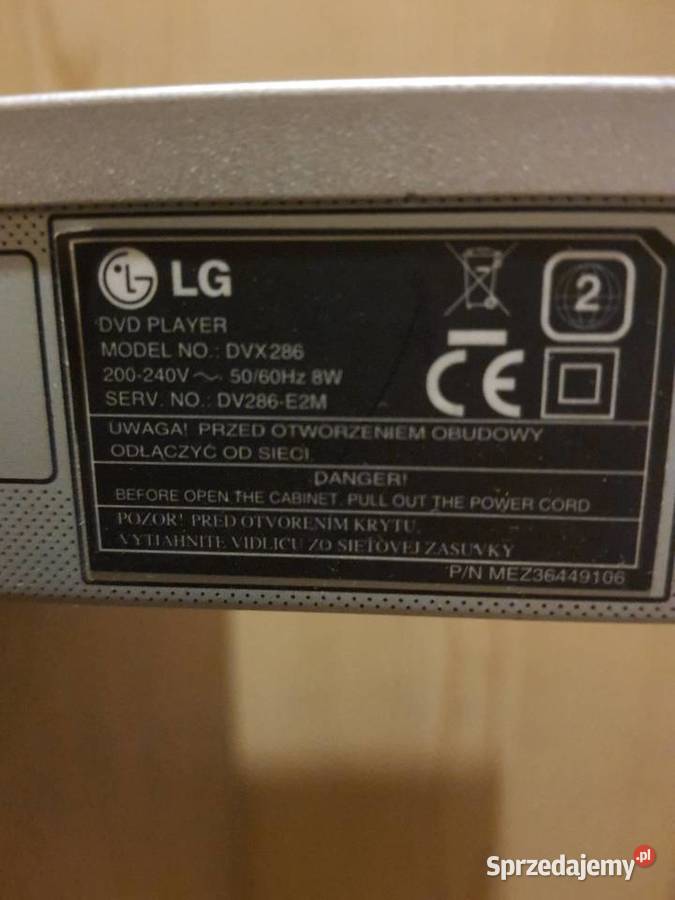 LG
2
DVD PLAYER
MODEL NO.: DVX286
200-240V ~ 50/60Hz 8W
SERV. NO.: DV286-E2M
CE
UWAGA! PRZED OTWORZENIEM OBUDOWY
ODŁĄCZYĆ OD SIECI
DANGER!
BEFORE OPEN THE CABINET, PULL OUT THE POWER CORD
POZOR! PRED OTVORENÍM KRYTU,
VYTIAHNITE VIDLICU ZO SIEŤOVEJ ZÁSUVKY
P/N MEZ36449106
Sprzedajemy.pl